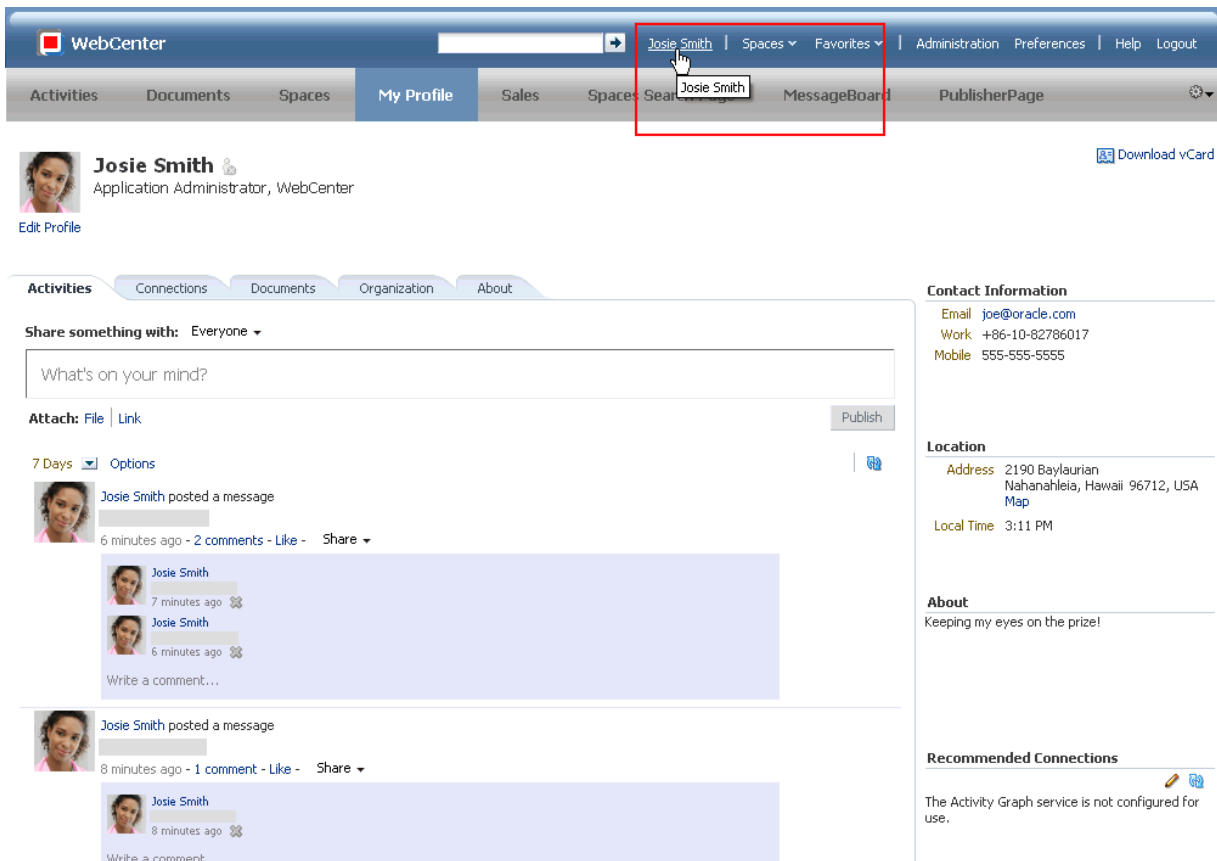 WebCenter
Josie Smith | Spaces Favorites | Administration Preferences | Help Logout
Josie Smith
Activities Documents Spaces My Profile Sales Spaces Search Page MessageBoard PublisherPage
Josie Smith
Application Administrator, WebCenter
Edit Profile
Download vCard
Activities Connections Documents Organization About
Share something with: Everyone
What's on your mind?
Attach: File | Link
Publish
7 Days Options
Josie Smith posted a message
6 minutes ago - 2 comments - Like - Share
Josie Smith
7 minutes ago
Josie Smith
6 minutes ago
Write a comment...
Josie Smith posted a message
8 minutes ago - 1 comment - Like - Share
Josie Smith
8 minutes ago
Write a comment
Contact Information
Email joe@oracle.com
Work +86-10-82786017
Mobile 555-555-5555
Location
Address 2190 Baylaurian
Nahanahleia, Hawaii 96712, USA
Map
Local Time 3:11 PM
About
Keeping my eyes on the prize!
Recommended Connections
The Activity Graph service is not configured for
use.